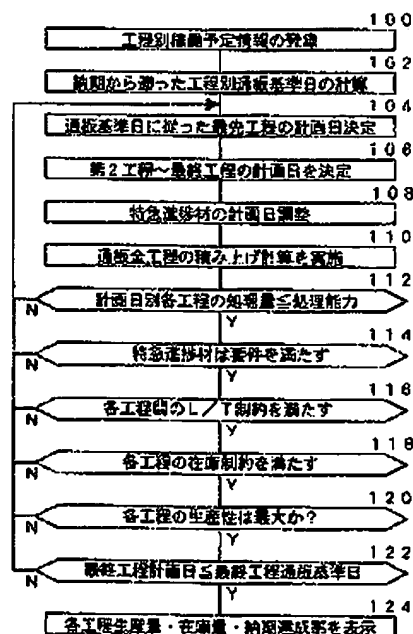 100
工程別稼働予定情報の登録
102
納期から遡った工程別通板基準日の計算
104
通板基準日に従った最先工程の計画日決定
106
第2工程～最終工程の計画日を決定
108
特急進捗材の計画日調整
110
通板全工程の積み上げ計算を実施
112
計画日別各工程の処理量≦処理能力
N
Y
114
特急進捗材は要件を満たす
N
Y
116
各工程間のL/T制約を満たす
N
Y
118
各工程の在庫制約を満たす
N
Y
120
各工程の生産性は最大か?
N
Y
122
最終工程計画日≦最終工程通板基準日
N
Y
124
各工程生産量・在庫量・納期達成率を表示